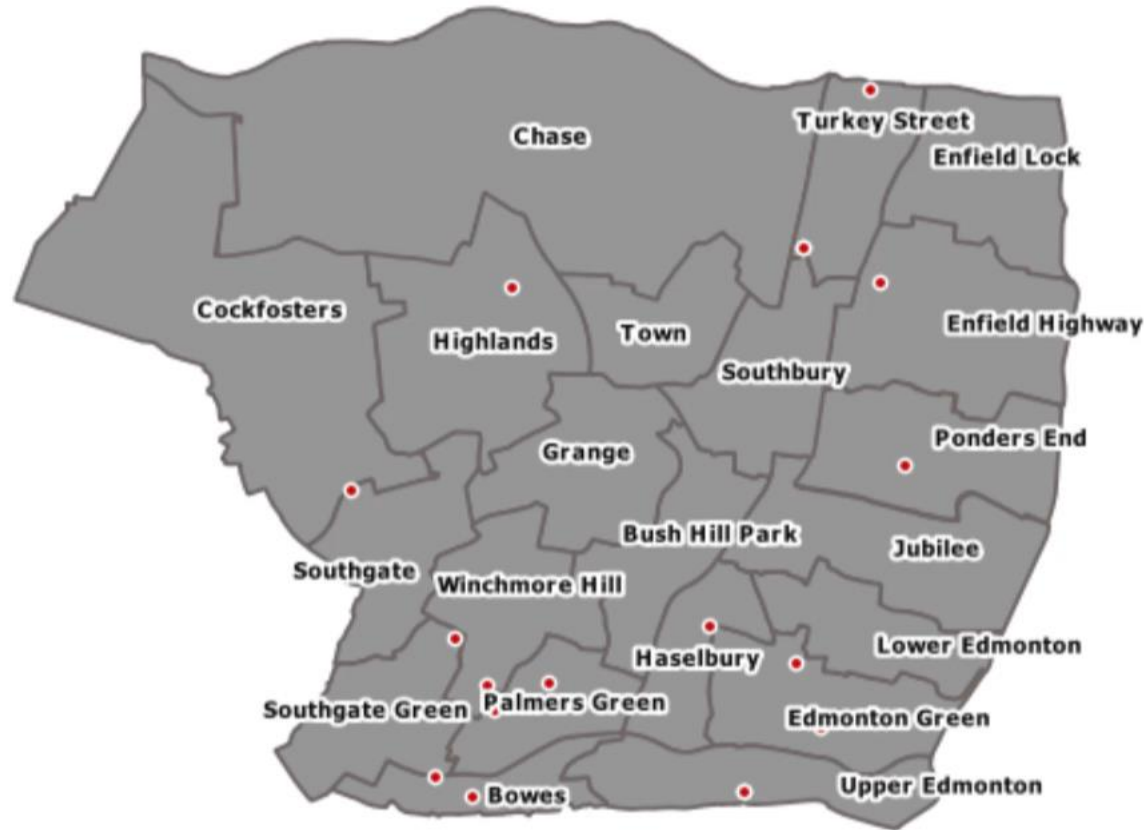 Turkey Street
Chase
Enfield Lock
Cockfosters
Enfield Highway
Town
Highlands
Southbury
Ponders End
Grange
Bush Hill Park
Jubilee
Southgate
Winchmore Hill
Lower Edmonton
Haselbury
Palmers Green
Southgate Green
Edmonton Green
Upper Edmonton
Bowes